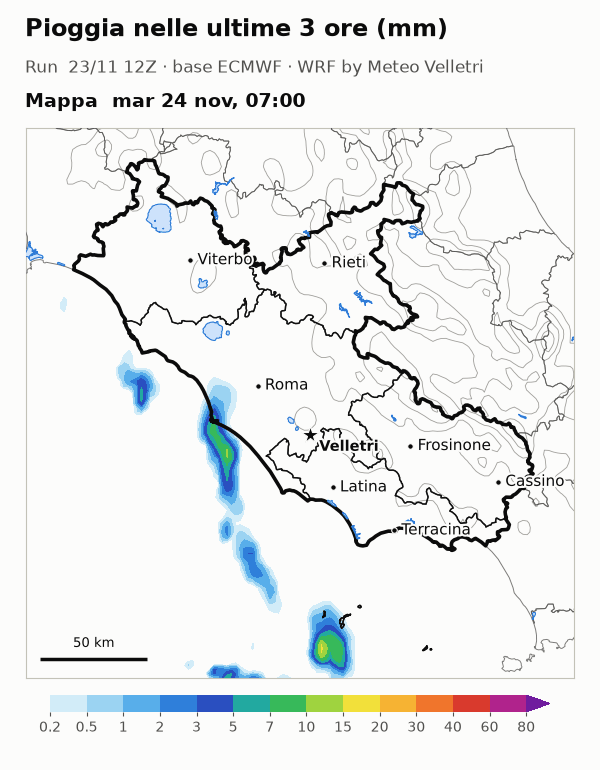 Pioggia nelle ultime 3 ore (mm)
Run  23/11 12Z · base ECMWF · WRF by Meteo Velletri
Mappa  mar 24 nov, 07:00
Viterbo
Rieti
Roma
Velletri
Frosinone
Latina
Cassino
Terracina
50 km
0.2 0.5 1 2 3 5 7 10 15 20 30 40 60 80